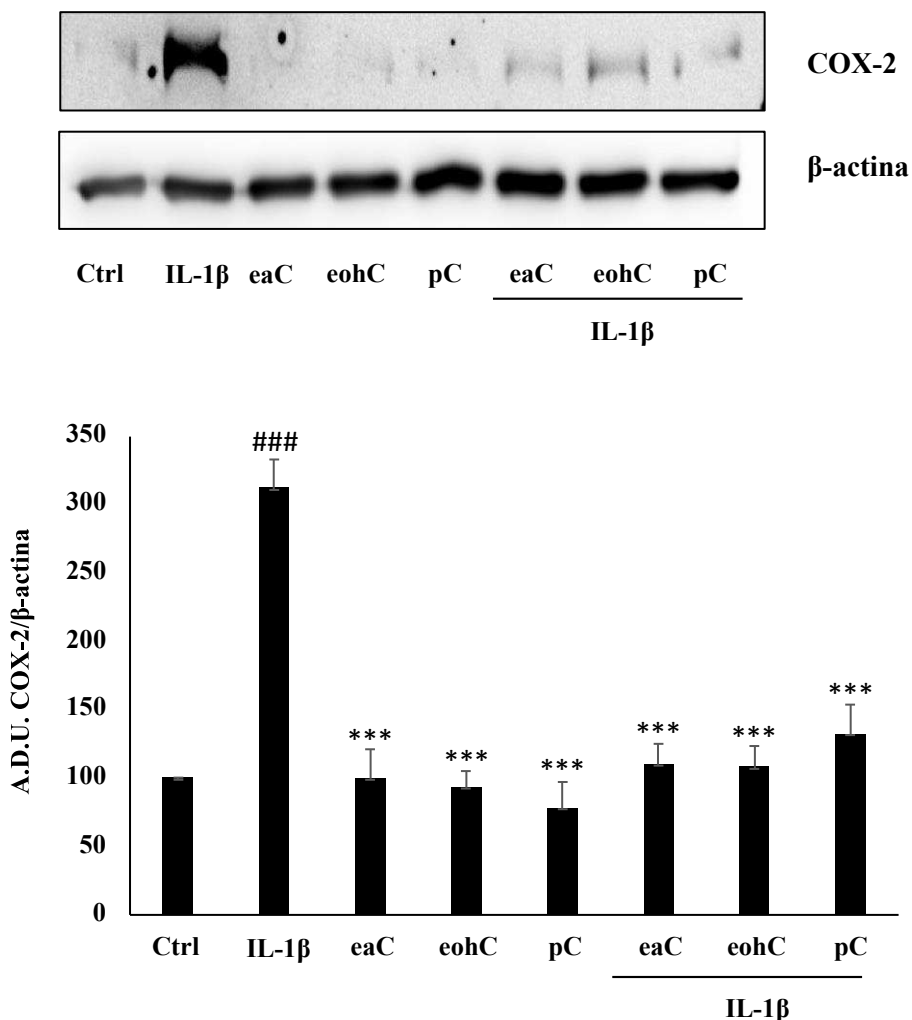 COX-2
β-actina
Ctrl IL-1β eaC eohC pC eaC eohC pC
IL-1β
A.D.U. COX-2/β-actina
350
300
250
200
150
100
50
0
###
***
***
***
***
***
***
Ctrl IL-1β eaC eohC pC eaC eohC pC
IL-1β